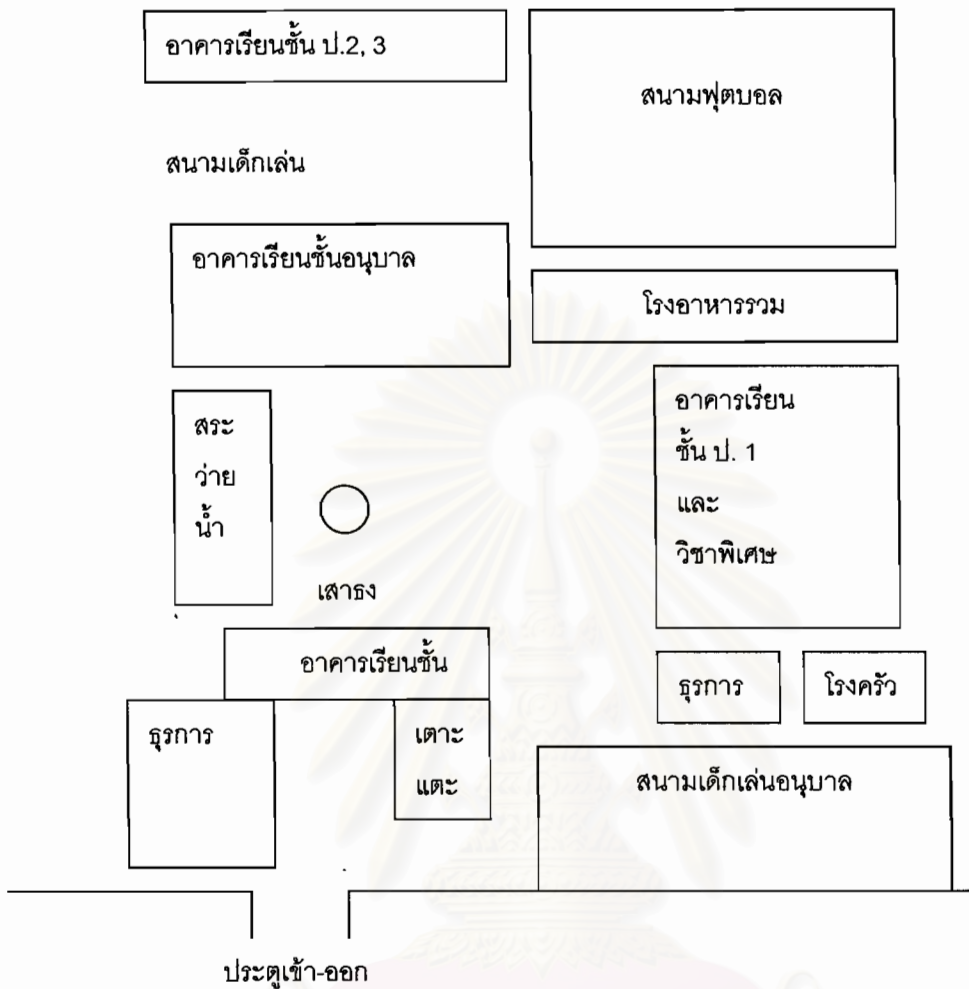 อาคารเรียนชั้น ป.2, 3
สนามฟุตบอล
สนามเด็กเล่น
อาคารเรียนชั้นอนุบาล
โรงอาหารรวม
สระ
ว่าย
น้ำ
เสาธง
อาคารเรียน
ชั้น ป. 1
และ
วิชาพิเศษ
อาคารเรียนชั้น
เตาะ
แตะ
ธุรการ
ธุรการ
โรงครัว
สนามเด็กเล่นอนุบาล
ประตูเข้า-ออก